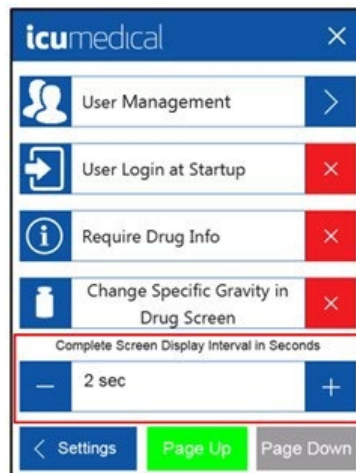 icumedical
User Management
User Login at Startup
Require Drug Info
Change Specific Gravity in
Drug Screen
Complete Screen Display Interval in Seconds
2 sec
Settings Page Up Page Down